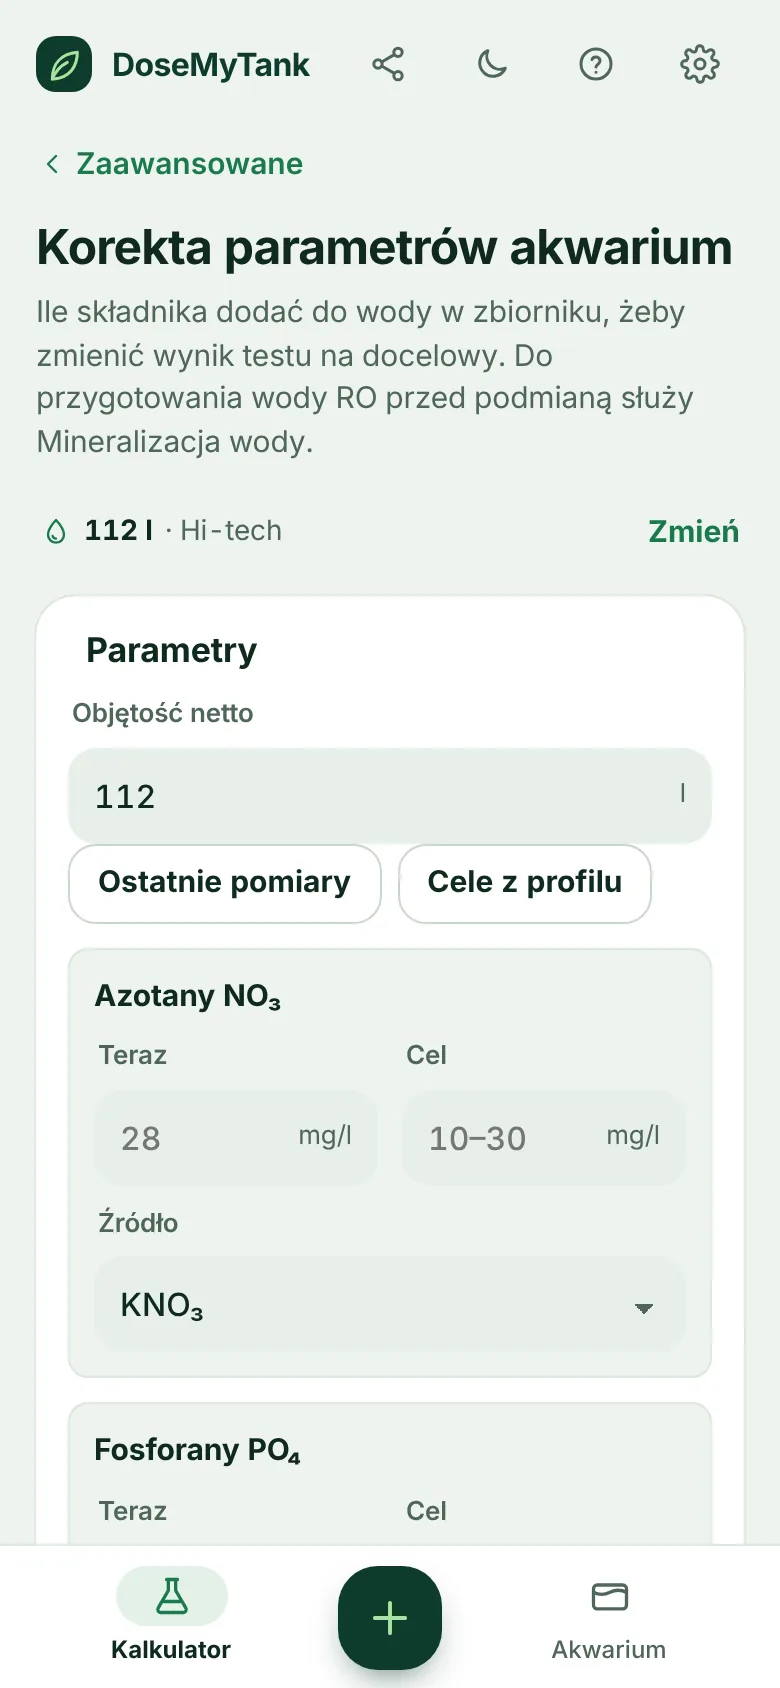 DoseMyTank
Zaawansowane
Korekta parametrów akwarium
Ile składnika dodać do wody w zbiorniku, żeby
zmienić wynik testu na docelowy. Do
przygotowania wody RO przed podmianą służy
Mineralizacja wody.
112 l · Hi-tech
Zmień
Parametry
Objętość netto
112 l
Ostatnie pomiary
Cele z profilu
Azotany NO₃
Teraz Cel
28 mg/l 10–30 mg/l
Źródło
KNO₃
Fosforany PO₄
Teraz Cel
Kalkulator
Akwarium